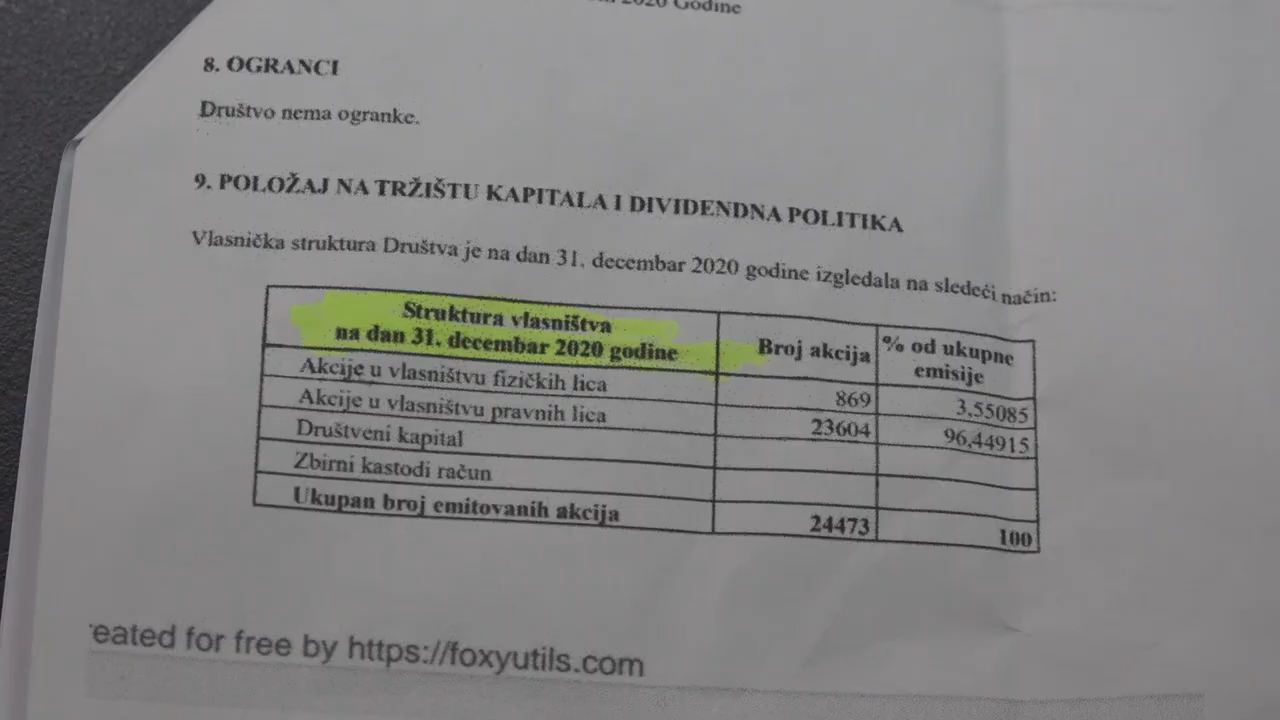 2020 Godine
8. OGRANCI
Društvo nema ogranke.
9. POLOŽAJ NA TRŽIŠTU KAPITALA I DIVIDENDNA POLITIKA
Vlasnička struktura Društva je na dan 31. decembar 2020 godine izgledala na sledeći način:
Struktura vlasništva
na dan 31. decembar 2020 godine
Broj akcija
% od ukupne
emisije
Akcije u vlasništvu fizičkih lica 869 3,55085
Akcije u vlasništvu pravnih lica 23604 96,44915
Društveni kapital
Zbirni kastodi račun
Ukupan broj emitovanih akcija 24473 100
eated for free by https://foxyutils.com